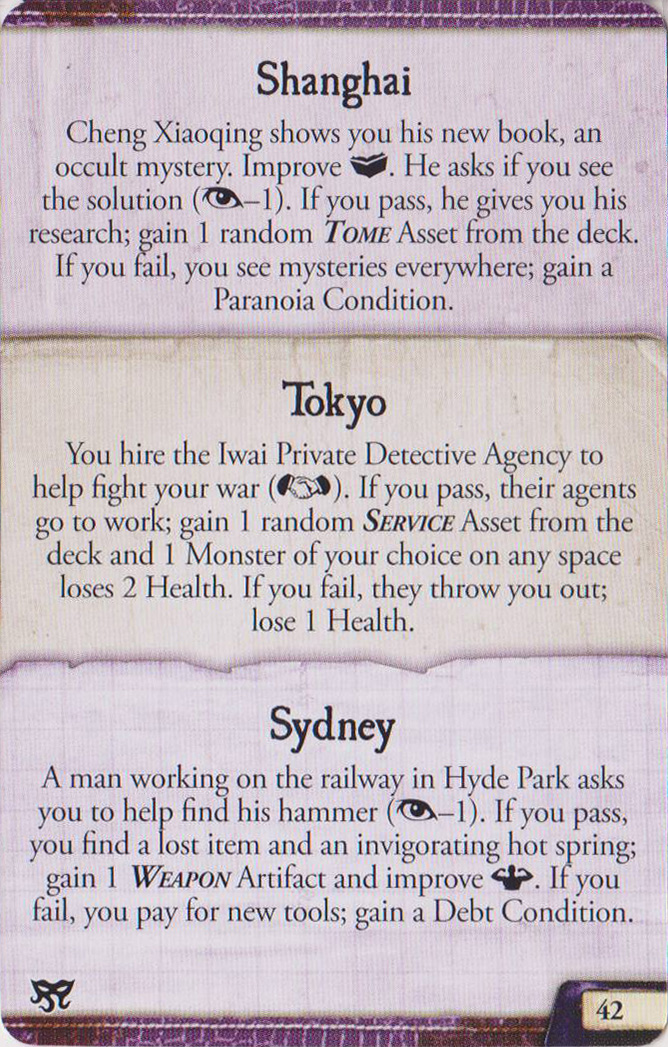 Shanghai
Cheng Xiaoqing shows you his new book, an
occult mystery. Improve . He asks if you see
the solution (–1). If you pass, he gives you his
research; gain 1 random TOME Asset from the deck.
If you fail, you see mysteries everywhere; gain a
Paranoia Condition.
Tokyo
You hire the Iwai Private Detective Agency to
help fight your war (). If you pass, their agents
go to work; gain 1 random SERVICE Asset from the
deck and 1 Monster of your choice on any space
loses 2 Health. If you fail, they throw you out;
lose 1 Health.
Sydney
A man working on the railway in Hyde Park asks
you to help find his hammer (–1). If you pass,
you find a lost item and an invigorating hot spring;
gain 1 WEAPON Artifact and improve . If you
fail, you pay for new tools; gain a Debt Condition.
42